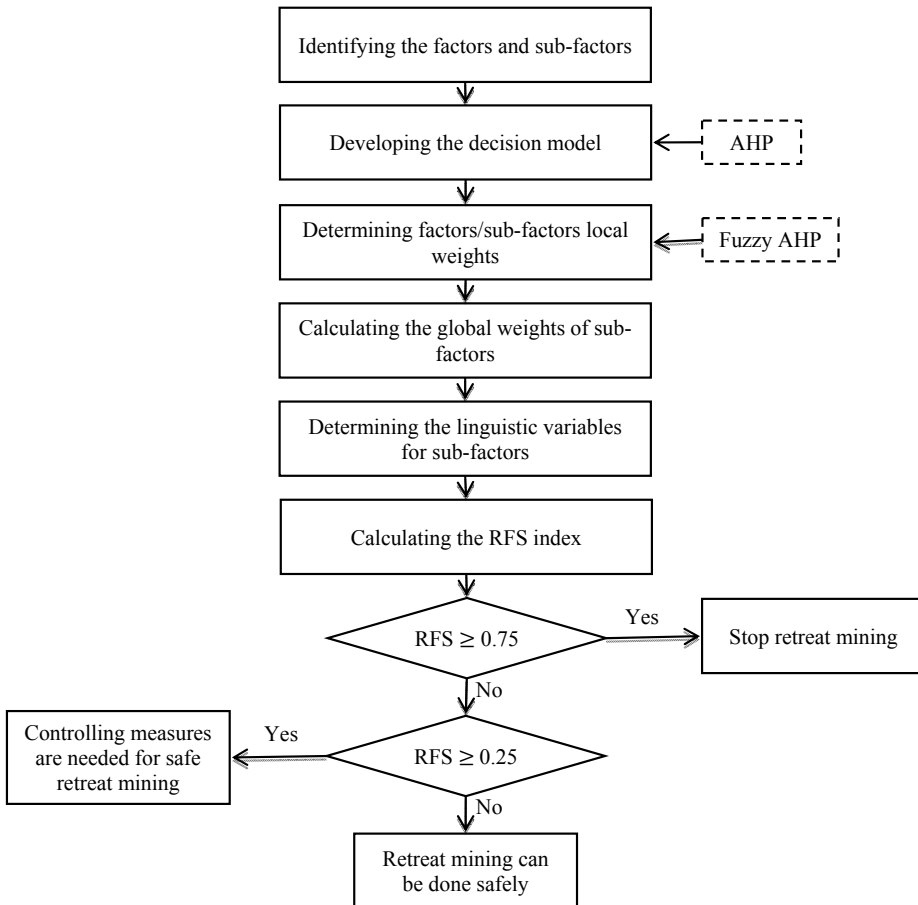 Identifying the factors and sub-factors
Developing the decision model
AHP
Determining factors/sub-factors local
weights
Fuzzy AHP
Calculating the global weights of sub-
factors
Determining the linguistic variables
for sub-factors
Calculating the RFS index
RFS ≥ 0.75
Yes
Stop retreat mining
No
RFS ≥ 0.25
Yes
Controlling measures
are needed for safe
retreat mining
No
Retreat mining can
be done safely